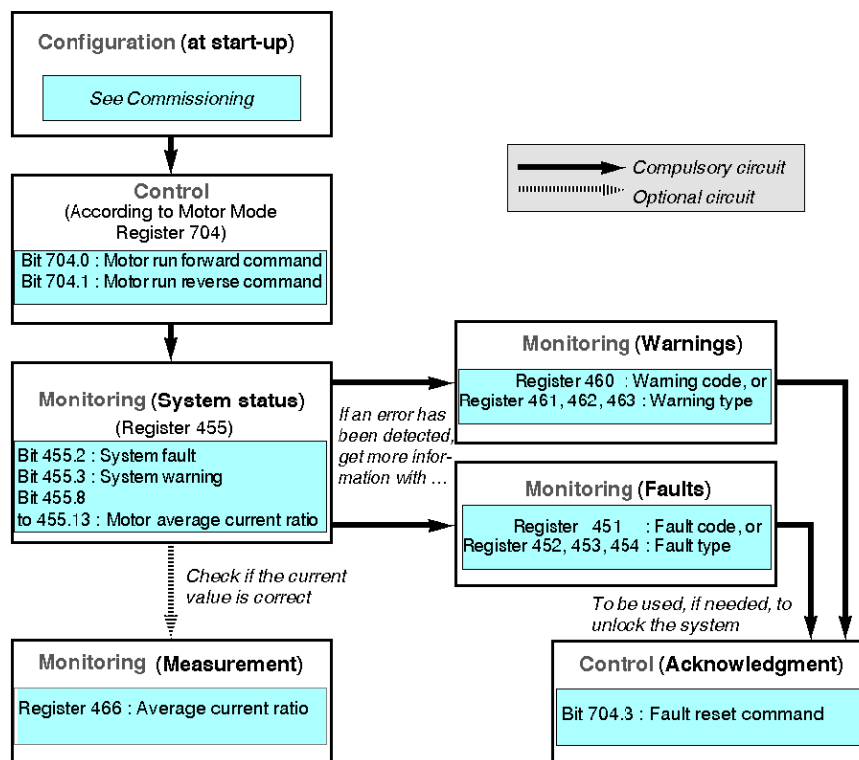 Configuration (at start-up)
See Commissioning
Compulsory circuit
Optional circuit
Control
(According to Motor Mode
Register 704)
Bit 704.0 : Motor run forward command
Bit 704.1 : Motor run reverse command
Monitoring (System status)
(Register 455)
Bit 455.2 : System fault
Bit 455.3 : System warning
Bit 455.8
to 455.13 : Motor average current ratio
If an error has
been detected,
get more infor-
mation with ...
Monitoring (Warnings)
Register 460 : Warning code, or
Register 461, 462, 463 : Warning type
Monitoring (Faults)
Register 451 : Fault code, or
Register 452, 453, 454 : Fault type
Check if the current
value is correct
To be used, if needed, to
unlock the system
Monitoring (Measurement)
Register 466 : Average current ratio
Control (Acknowledgment)
Bit 704.3 : Fault reset command